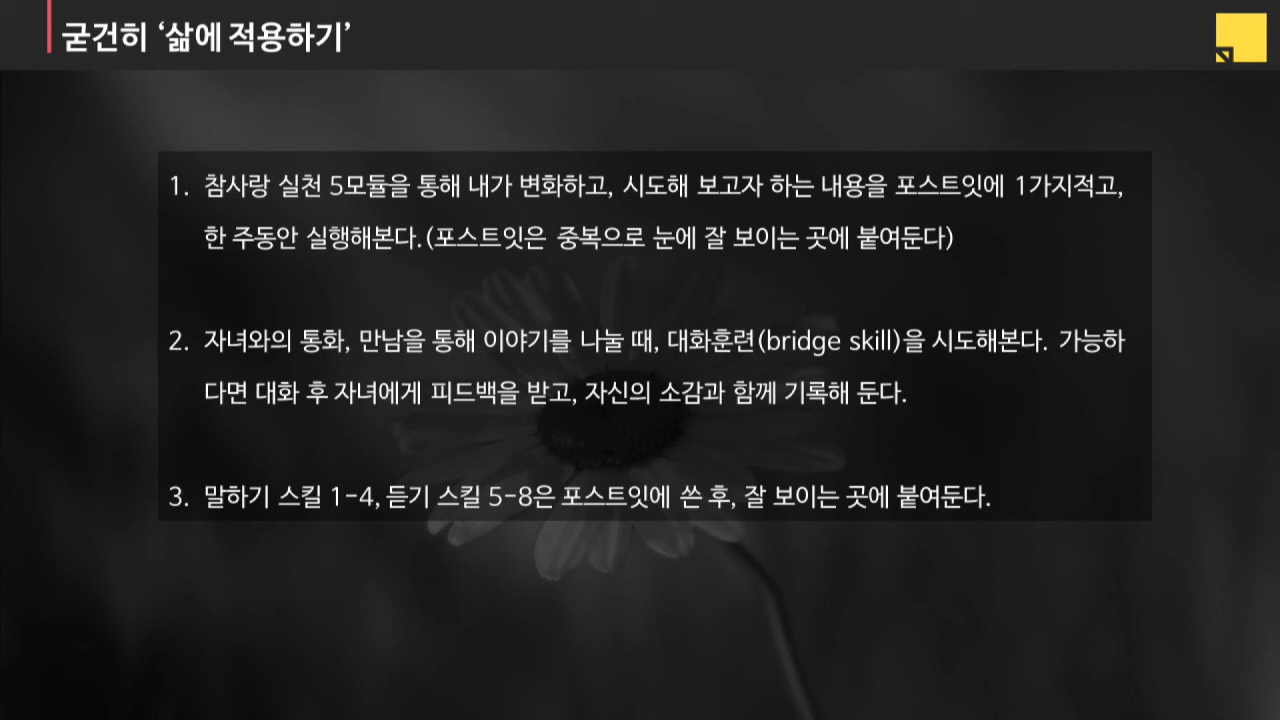 굳건히 ‘삶에 적용하기’
1. 참사랑 실천 5모듈을 통해 내가 변화하고, 시도해 보고자 하는 내용을 포스트잇에 1가지적고,
한 주동안 실행해본다.(포스트잇은 중복으로 눈에 잘 보이는 곳에 붙여둔다)
2. 자녀와의 통화, 만남을 통해 이야기를 나눌 때, 대화훈련(bridge skill)을 시도해본다. 가능하
다면 대화 후 자녀에게 피드백을 받고, 자신의 소감과 함께 기록해 둔다.
3. 말하기 스킬 1-4, 듣기 스킬 5-8은 포스트잇에 쓴 후, 잘 보이는 곳에 붙여둔다.